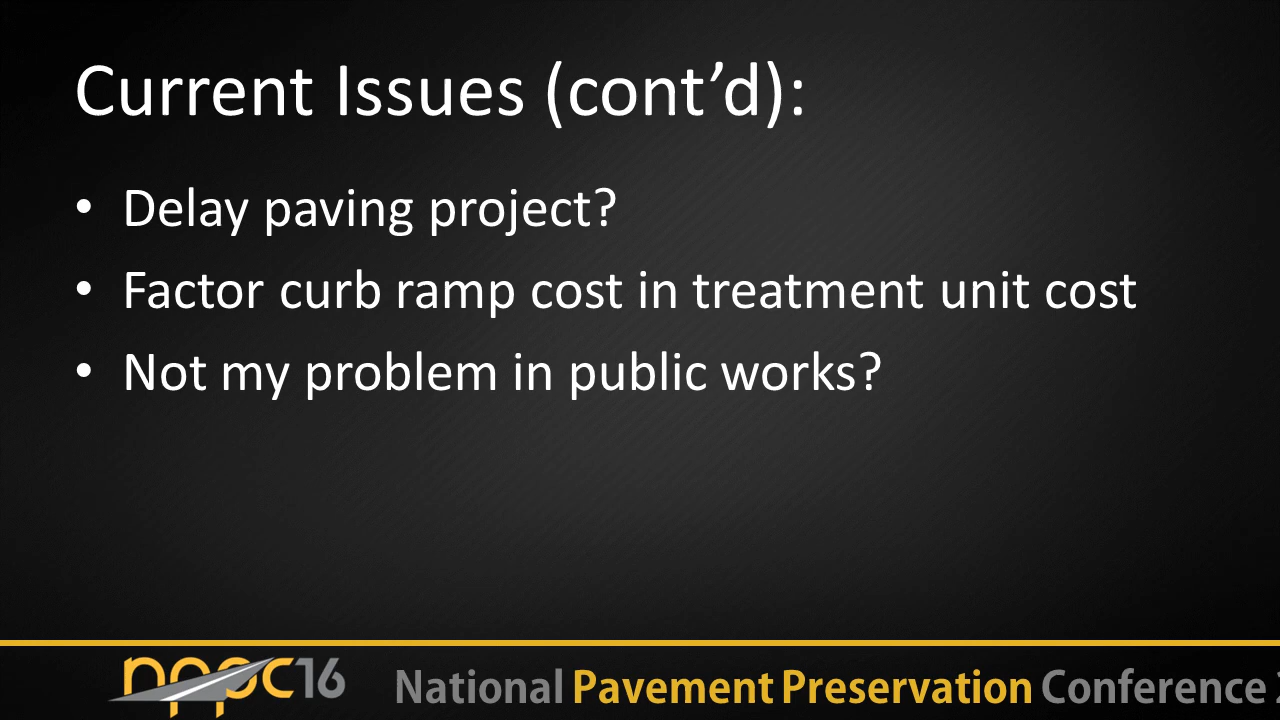 Current Issues (cont’d):
• Delay paving project?
• Factor curb ramp cost in treatment unit cost
• Not my problem in public works?
nppc16
National Pavement Preservation Conference